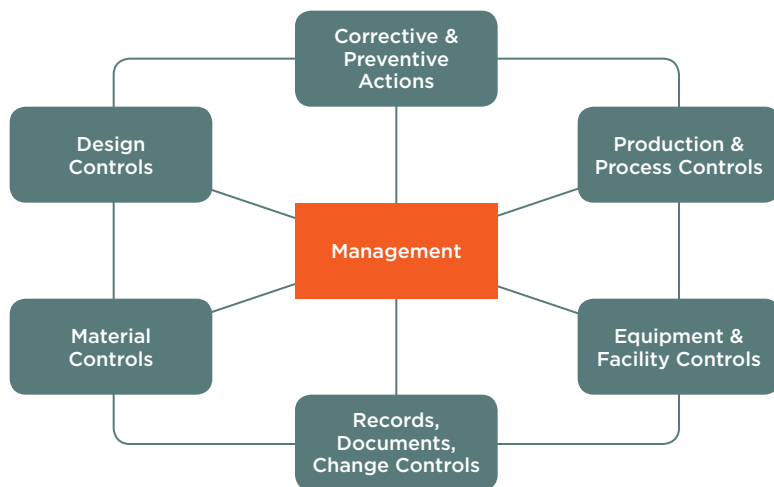 Corrective &
Preventive
Actions
Design
Controls
Production &
Process Controls
Management
Material
Controls
Equipment &
Facility Controls
Records,
Documents,
Change Controls